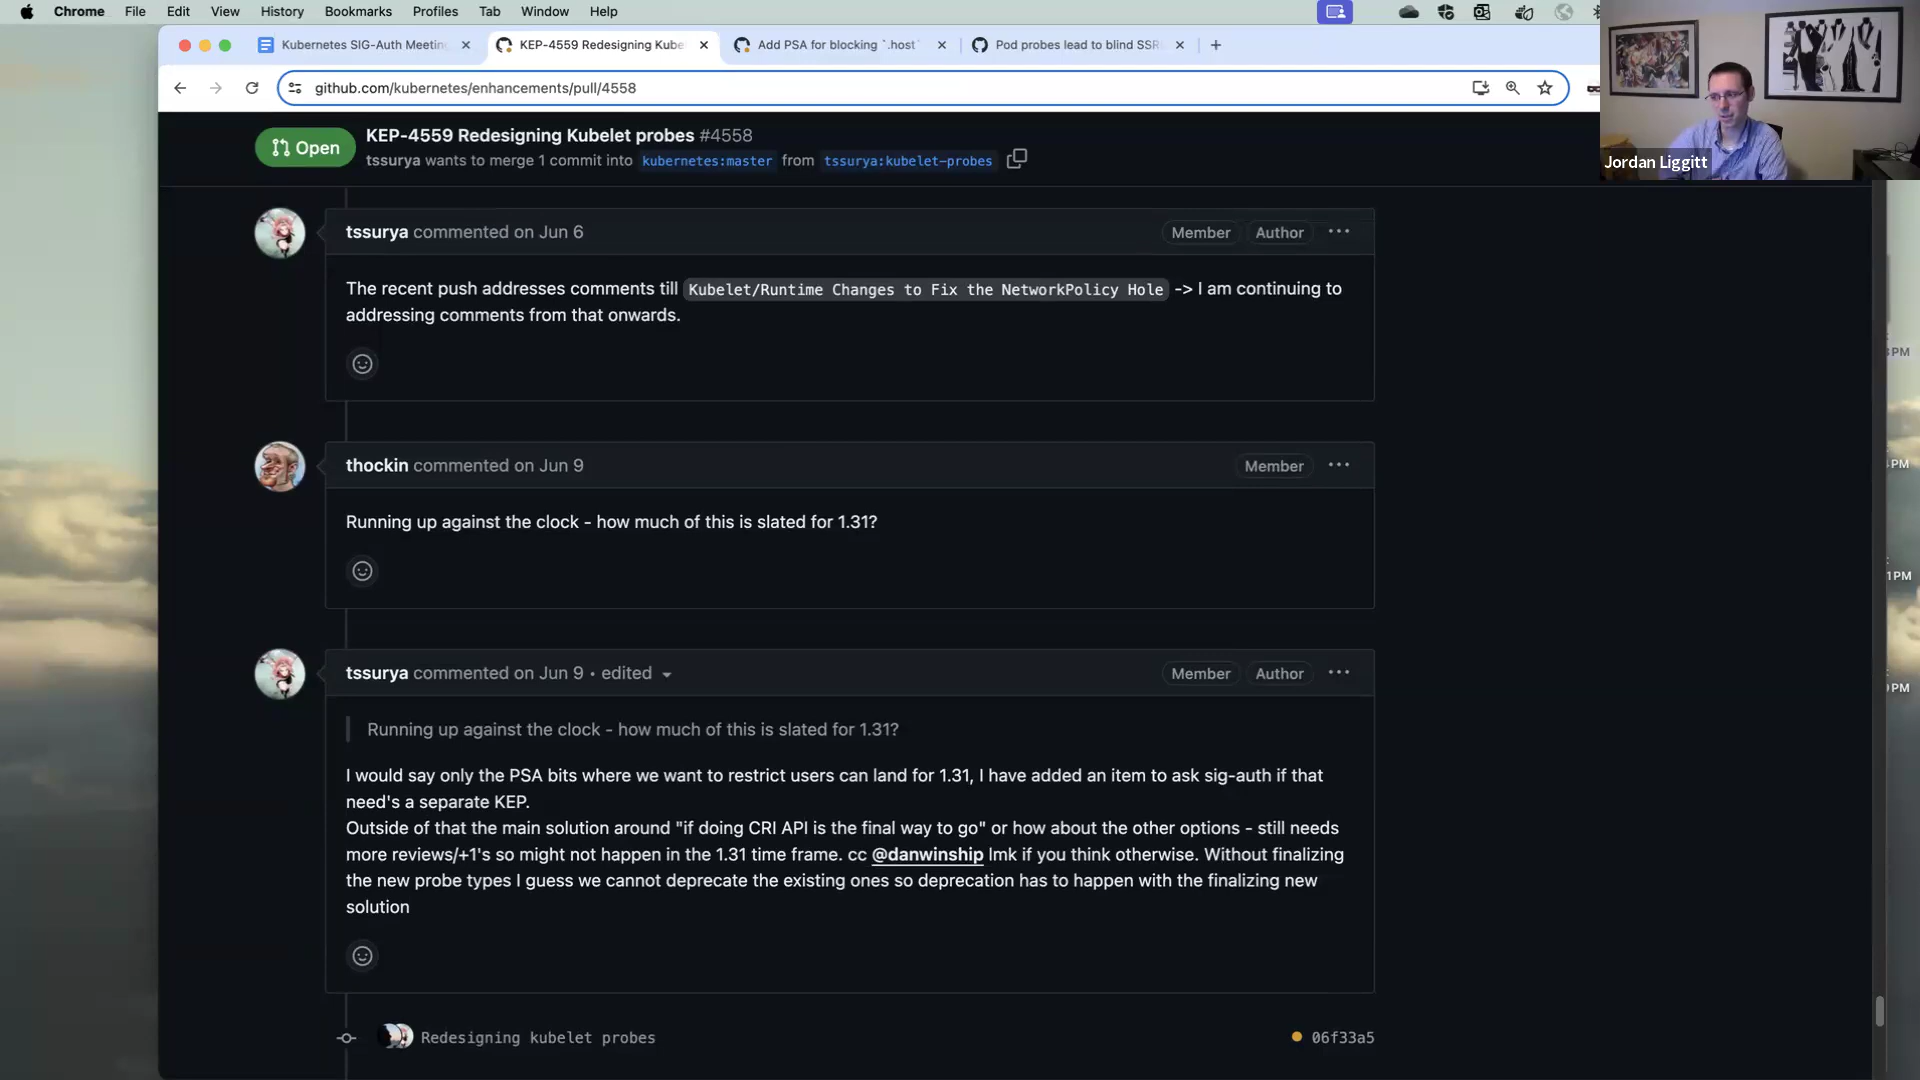 Chrome File Edit View History Bookmarks Profiles Tab Window Help
Kubernetes SIG-Auth Meetin
KEP-4559 Redesigning Kube
Add PSA for blocking `.host`
Pod probes lead to blind SSR
github.com/kubernetes/enhancements/pull/4558
Jordan Liggitt
Open
KEP-4559 Redesigning Kubelet probes #4558
tssurya wants to merge 1 commit into kubernetes:master from tssurya:kubelet-probes
tssurya commented on Jun 6 Member Author
The recent push addresses comments till Kubelet/Runtime Changes to Fix the NetworkPolicy Hole -> I am continuing to
addressing comments from that onwards.
thockin commented on Jun 9 Member
Running up against the clock - how much of this is slated for 1.31?
tssurya commented on Jun 9 • edited Member Author
Running up against the clock - how much of this is slated for 1.31?
I would say only the PSA bits where we want to restrict users can land for 1.31, I have added an item to ask sig-auth if that
need's a separate KEP.
Outside of that the main solution around "if doing CRI API is the final way to go" or how about the other options - still needs
more reviews/+1's so might not happen in the 1.31 time frame. cc @danwinship lmk if you think otherwise. Without finalizing
the new probe types I guess we cannot deprecate the existing ones so deprecation has to happen with the finalizing new
solution
Redesigning kubelet probes 06f33a5